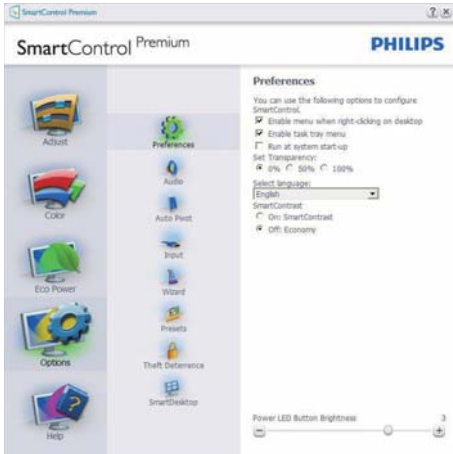 SmartControl Premium
SmartControl Premium
PHILIPS
Adjust
Color
Eco Power
Options
Help
Preferences
Audio
Auto Pivot
Input
Wizard
Presets
Theft Deterrence
SmartDesktop
Preferences
You can use the following options to configure
SmartControl.
Enable menu when right-clicking on desktop
Enable task tray menu
Run at system start-up
Set Transparency:
0% 50% 100%
Select language:
English
SmartContrast
On: SmartContrast
Off: Economy
Power LED Button Brightness 3